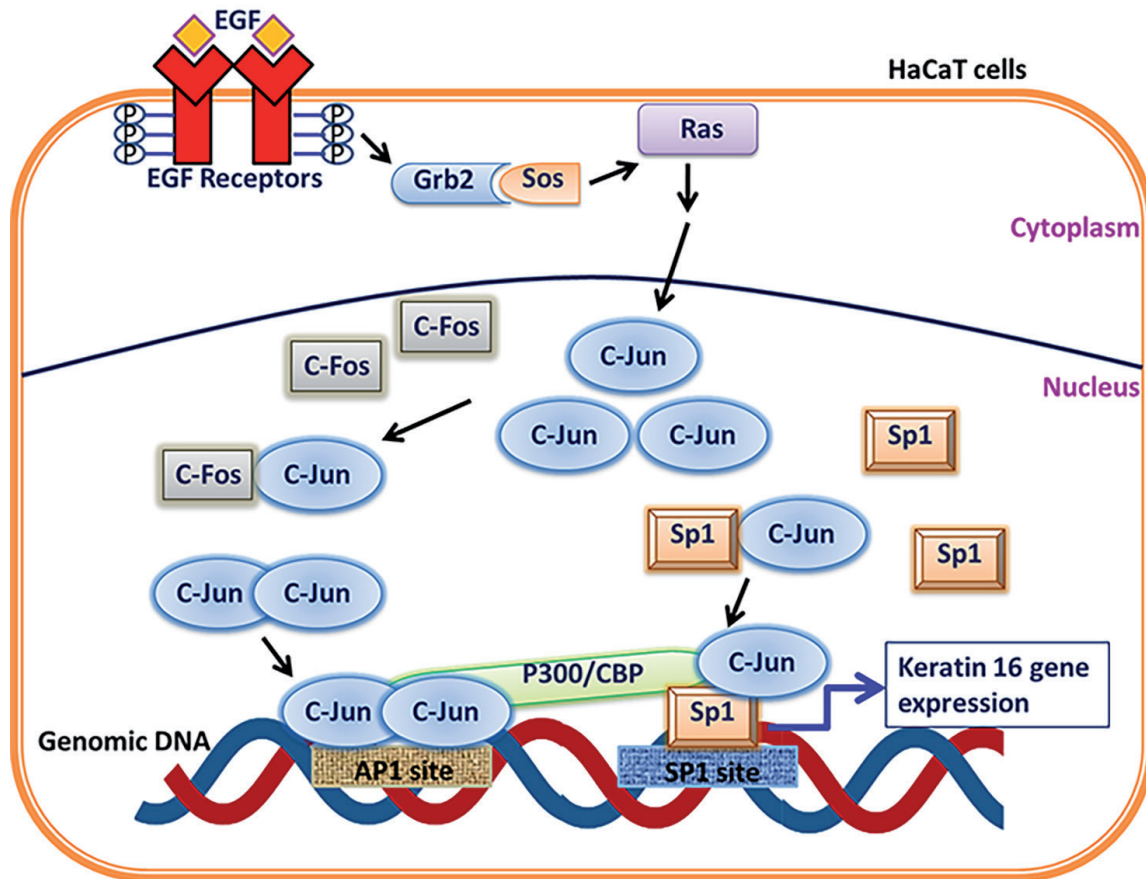 EGF
HaCaT cells
P
P
P
P
P
P
EGF Receptors
Grb2
Sos
Ras
Cytoplasm
C-Fos
C-Fos
C-Jun
Nucleus
C-Jun
C-Jun
Sp1
C-Fos
C-Jun
Sp1
C-Jun
Sp1
C-Jun
C-Jun
C-Jun
P300/CBP
Keratin 16 gene
expression
C-Jun
C-Jun
Sp1
Genomic DNA
AP1 site
SP1 site